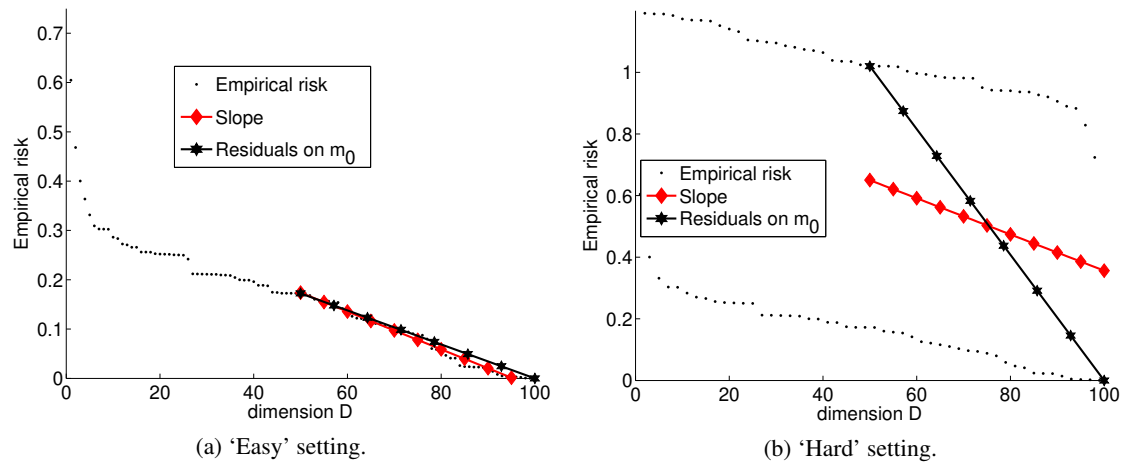 0.7
0.6
0.5
0.4
0.3
0.2
0.1
0
Empirical risk
Empirical risk
Slope
Residuals on m0
0 20 40 60 80 100
dimension D
(a) ‘Easy’ setting.
1
0.8
0.6
0.4
0.2
0
Empirical risk
Empirical risk
Slope
Residuals on m0
0 20 40 60 80 100
dimension D
(b) ‘Hard’ setting.